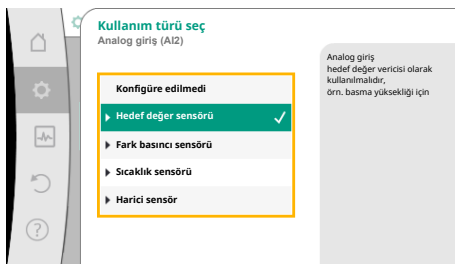 Kullanım türü seç
Analog giriş (AI2)
Konfigüre edilmedi
Hedef değer sensörü
Fark basıncı sensörü
Sıcaklık sensörü
Harici sensör
Analog giriş
hedef değer vericisi olarak
kullanılmalıdır,
örn. basma yüksekliği için